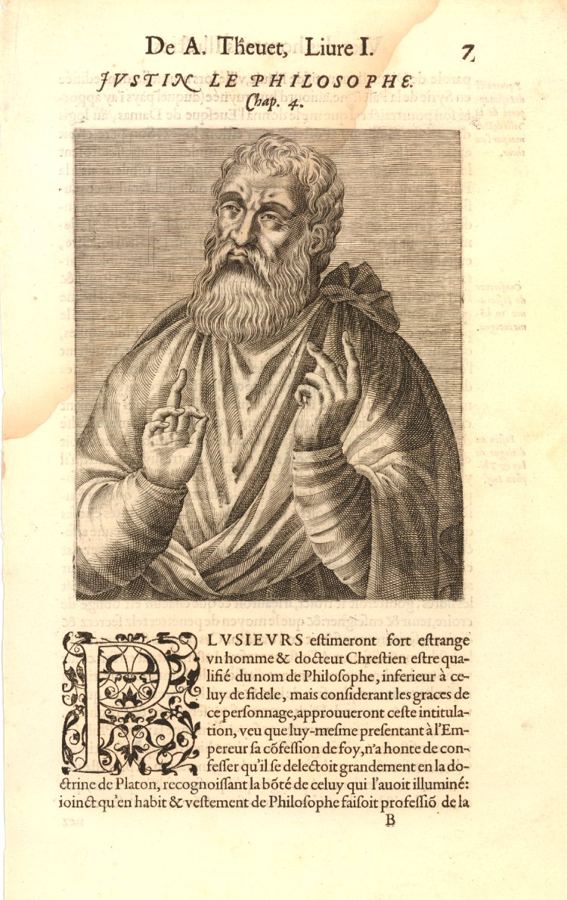 De A. Theuet, Liure I. 7
JVSTIN LE PHILOSOPHE.
Chap. 4.
PLVSIEVRS eſtimeront fort eſtrange
vn homme & docteur Chreſtien eſtre qua-
lifié du nom de Philoſophe, inferieur à ce-
luy de fidele, mais conſiderant les graces de
ce perſonnage, approuueront ceſte intitula-
tion, veu que luy-meſme preſentant à l'Em-
pereur ſa cõfeſſion de foy, n'a honte de con-
feſſer qu'il ſe delectoit grandement en la do-
ctrine de Platon, recognoiſſant la bõté de celuy qui l'auoit illuminé:
ioinct qu'en habit & veſtement de Philoſophe faiſoit profeſſiõ de la
B